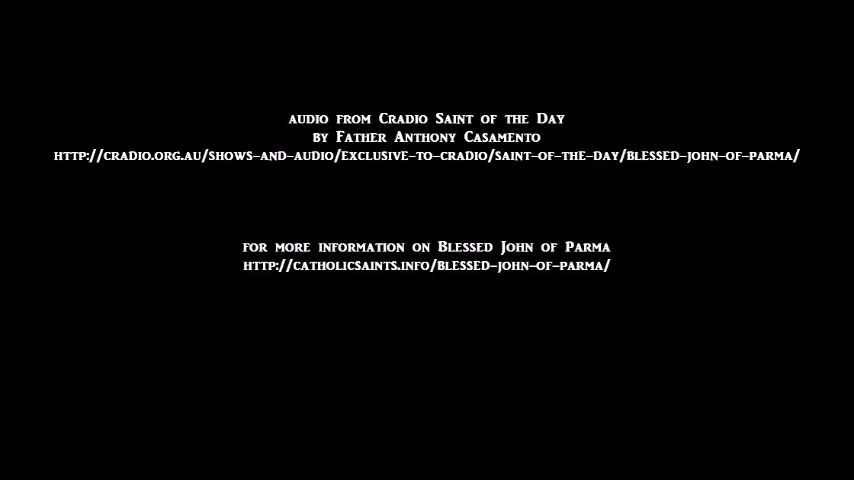 audio from Cradio Saint of the Day
by Father Anthony Casamento
http://cradio.org.au/shows-and-audio/exclusive-to-cradio/saint-of-the-day/blessed-john-of-parma/
for more information on Blessed John of Parma
http://catholicsaints.info/blessed-john-of-parma/